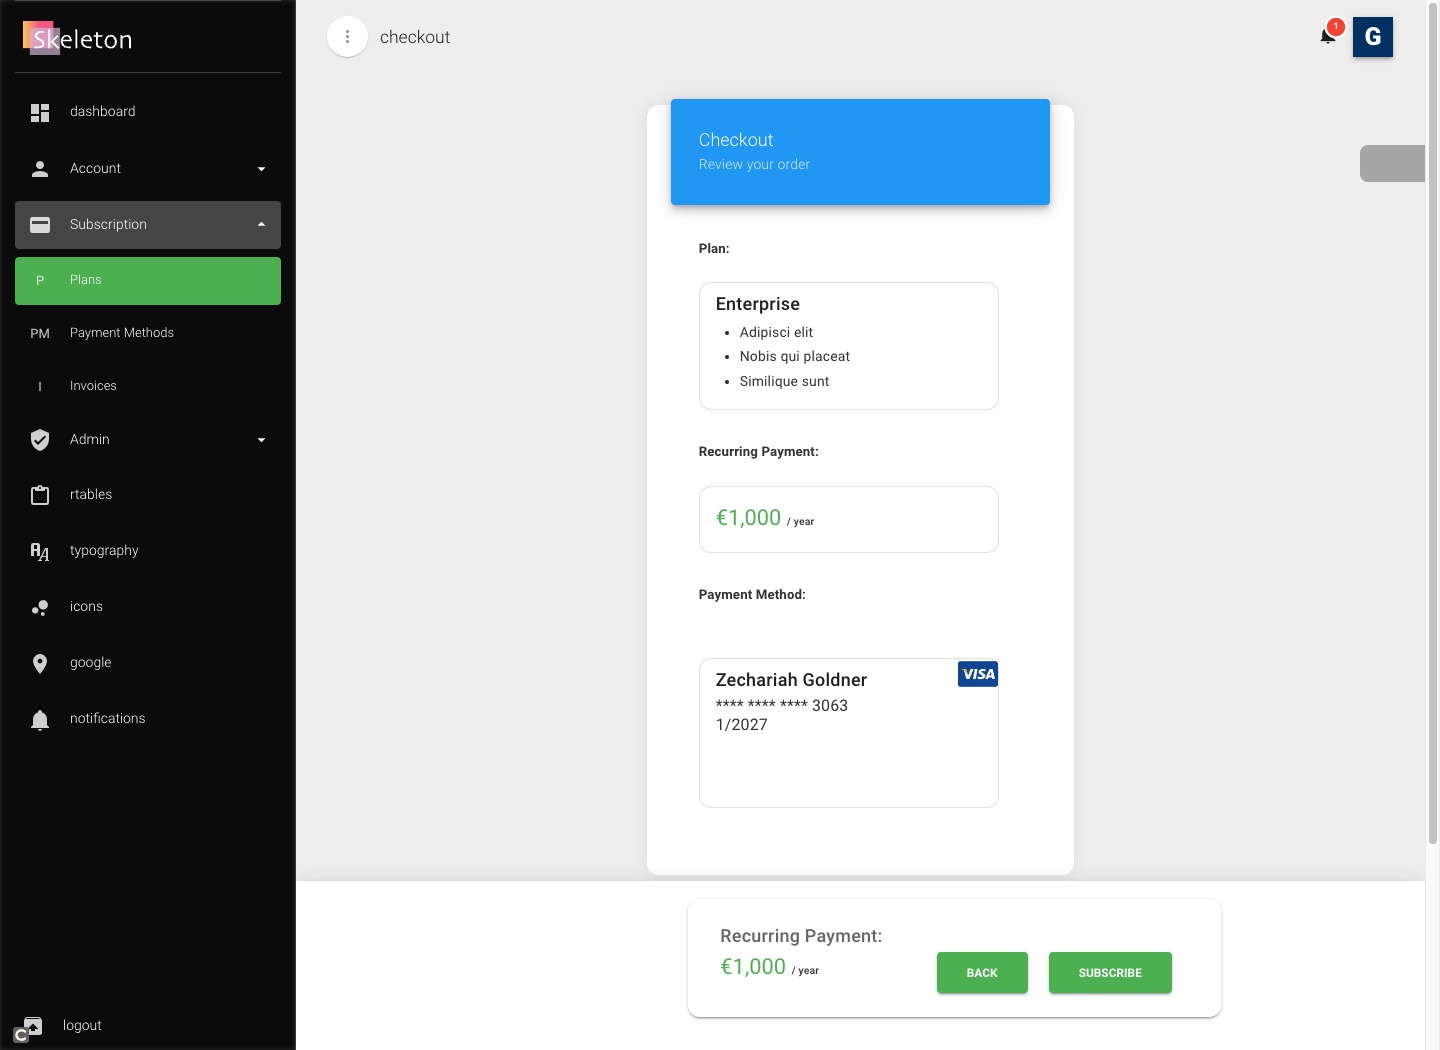 Skeleton
dashboard
Account
Subscription
P Plans
PM Payment Methods
I Invoices
Admin
rtables
typography
icons
google
notifications
logout
C
checkout
1
G
Checkout
Review your order
Plan:
Enterprise
• Adipisci elit
• Nobis qui placeat
• Similique sunt
Recurring Payment:
€1,000 / year
Payment Method:
Zechariah Goldner
VISA
**** **** **** 3063
1/2027
Recurring Payment:
€1,000 / year
BACK
SUBSCRIBE